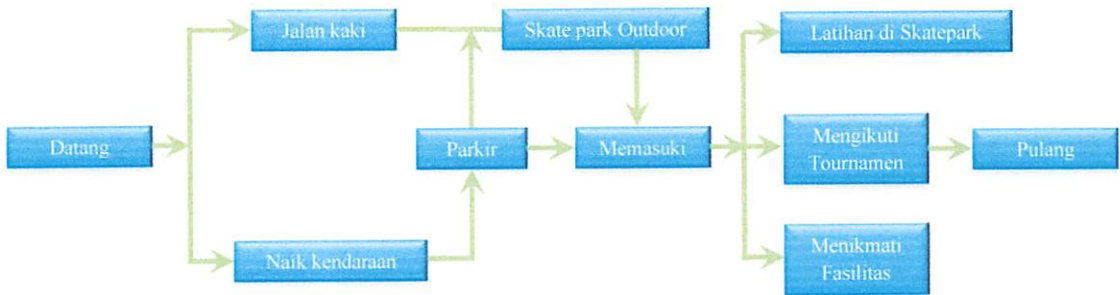 Jalan kaki
Skate park Outdoor
Latihan di Skatepark
Datang
Parkir
Memasuki
Mengikuti
Tournamen
Pulang
Naik kendaraan
Menikmati
Fasilitas